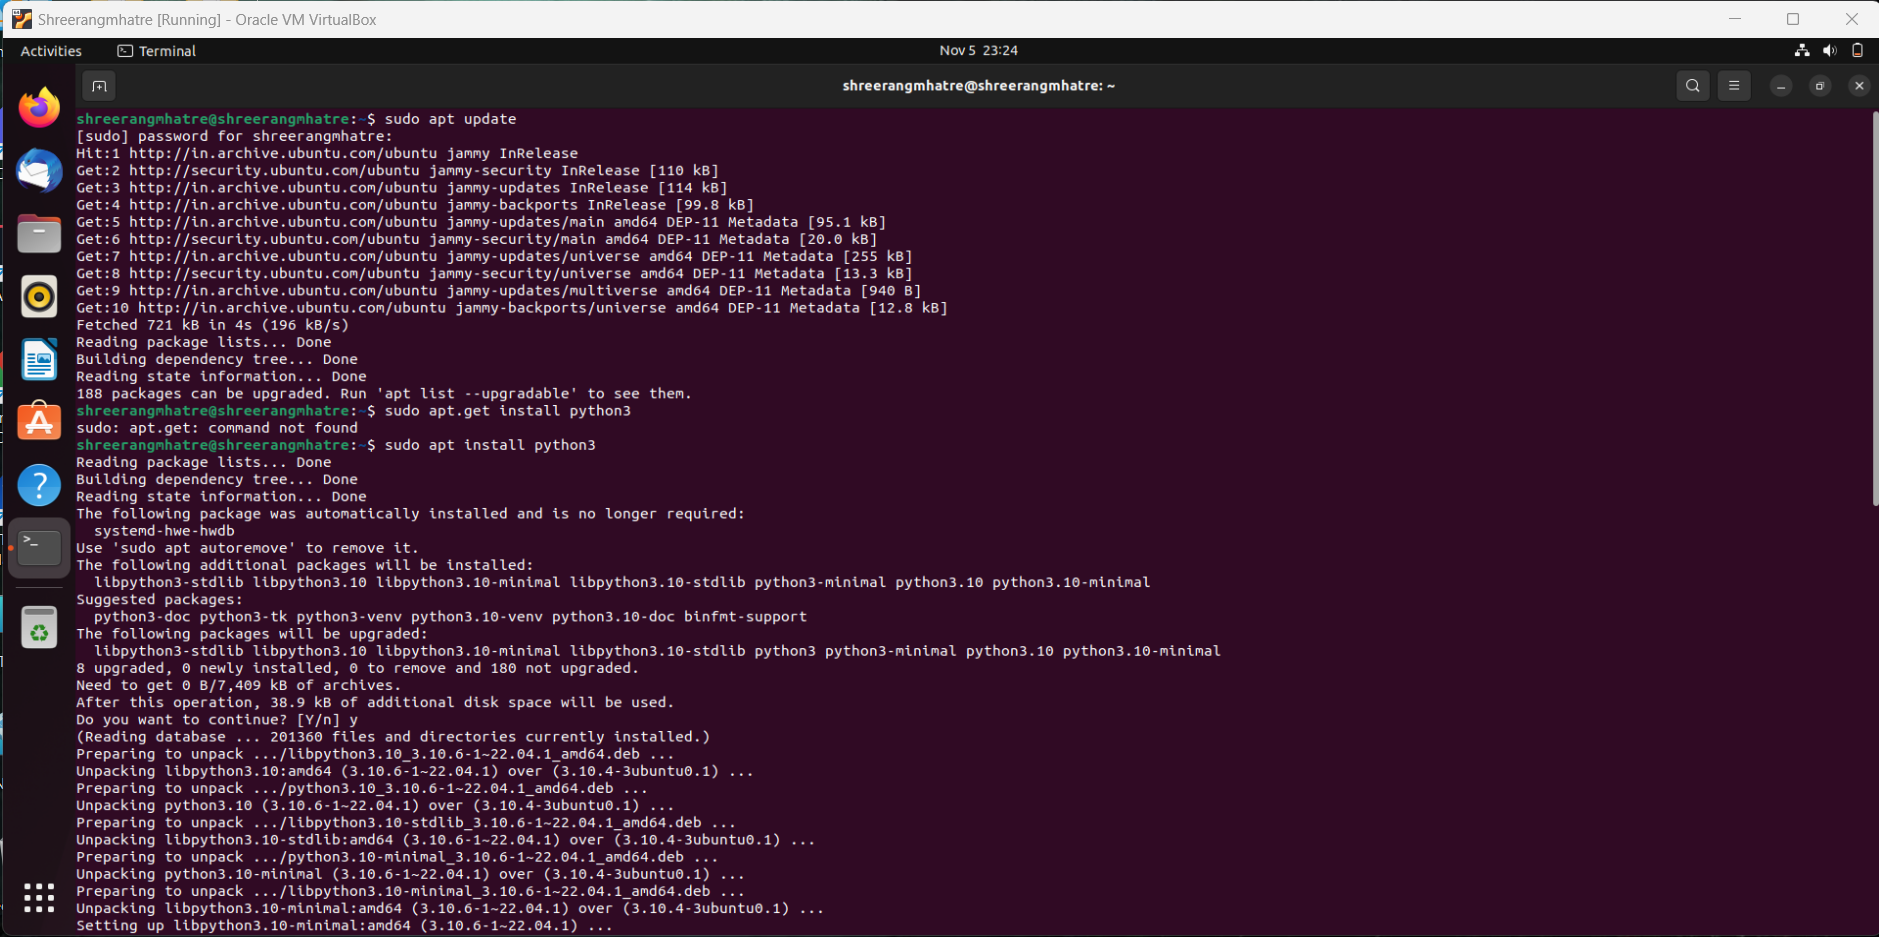 Shreerangmhatre [Running] - Oracle VM VirtualBox
Activities Terminal Nov 5 23:24
shreerangmhatre@shreerangmhatre: ~
shreerangmhatre@shreerangmhatre:~$ sudo apt update
[sudo] password for shreerangmhatre:
Hit:1 http://in.archive.ubuntu.com/ubuntu jammy InRelease
Get:2 http://security.ubuntu.com/ubuntu jammy-security InRelease [110 kB]
Get:3 http://in.archive.ubuntu.com/ubuntu jammy-updates InRelease [114 kB]
Get:4 http://in.archive.ubuntu.com/ubuntu jammy-backports InRelease [99.8 kB]
Get:5 http://in.archive.ubuntu.com/ubuntu jammy-updates/main amd64 DEP-11 Metadata [95.1 kB]
Get:6 http://security.ubuntu.com/ubuntu jammy-security/main amd64 DEP-11 Metadata [20.0 kB]
Get:7 http://in.archive.ubuntu.com/ubuntu jammy-updates/universe amd64 DEP-11 Metadata [255 kB]
Get:8 http://security.ubuntu.com/ubuntu jammy-security/universe amd64 DEP-11 Metadata [13.3 kB]
Get:9 http://in.archive.ubuntu.com/ubuntu jammy-updates/multiverse amd64 DEP-11 Metadata [940 B]
Get:10 http://in.archive.ubuntu.com/ubuntu jammy-backports/universe amd64 DEP-11 Metadata [12.8 kB]
Fetched 721 kB in 4s (196 kB/s)
Reading package lists... Done
Building dependency tree... Done
Reading state information... Done
188 packages can be upgraded. Run 'apt list --upgradable' to see them.
shreerangmhatre@shreerangmhatre:~$ sudo apt.get install python3
sudo: apt.get: command not found
shreerangmhatre@shreerangmhatre:~$ sudo apt install python3
Reading package lists... Done
Building dependency tree... Done
Reading state information... Done
The following package was automatically installed and is no longer required:
  systemd-hwe-hwdb
Use 'sudo apt autoremove' to remove it.
The following additional packages will be installed:
  libpython3-stdlib libpython3.10 libpython3.10-minimal libpython3.10-stdlib python3-minimal python3.10 python3.10-minimal
Suggested packages:
  python3-doc python3-tk python3-venv python3.10-venv python3.10-doc binfmt-support
The following packages will be upgraded:
  libpython3-stdlib libpython3.10 libpython3.10-minimal libpython3.10-stdlib python3 python3-minimal python3.10 python3.10-minimal
8 upgraded, 0 newly installed, 0 to remove and 180 not upgraded.
Need to get 0 B/7,409 kB of archives.
After this operation, 38.9 kB of additional disk space will be used.
Do you want to continue? [Y/n] y
(Reading database ... 201360 files and directories currently installed.)
Preparing to unpack .../libpython3.10_3.10.6-1~22.04.1_amd64.deb ...
Unpacking libpython3.10:amd64 (3.10.6-1~22.04.1) over (3.10.4-3ubuntu0.1) ...
Preparing to unpack .../python3.10_3.10.6-1~22.04.1_amd64.deb ...
Unpacking python3.10 (3.10.6-1~22.04.1) over (3.10.4-3ubuntu0.1) ...
Preparing to unpack .../libpython3.10-stdlib_3.10.6-1~22.04.1_amd64.deb ...
Unpacking libpython3.10-stdlib:amd64 (3.10.6-1~22.04.1) over (3.10.4-3ubuntu0.1) ...
Preparing to unpack .../python3.10-minimal_3.10.6-1~22.04.1_amd64.deb ...
Unpacking python3.10-minimal (3.10.6-1~22.04.1) over (3.10.4-3ubuntu0.1) ...
Preparing to unpack .../libpython3.10-minimal_3.10.6-1~22.04.1_amd64.deb ...
Unpacking libpython3.10-minimal:amd64 (3.10.6-1~22.04.1) over (3.10.4-3ubuntu0.1) ...
Setting up libpython3.10-minimal:amd64 (3.10.6-1~22.04.1) ...